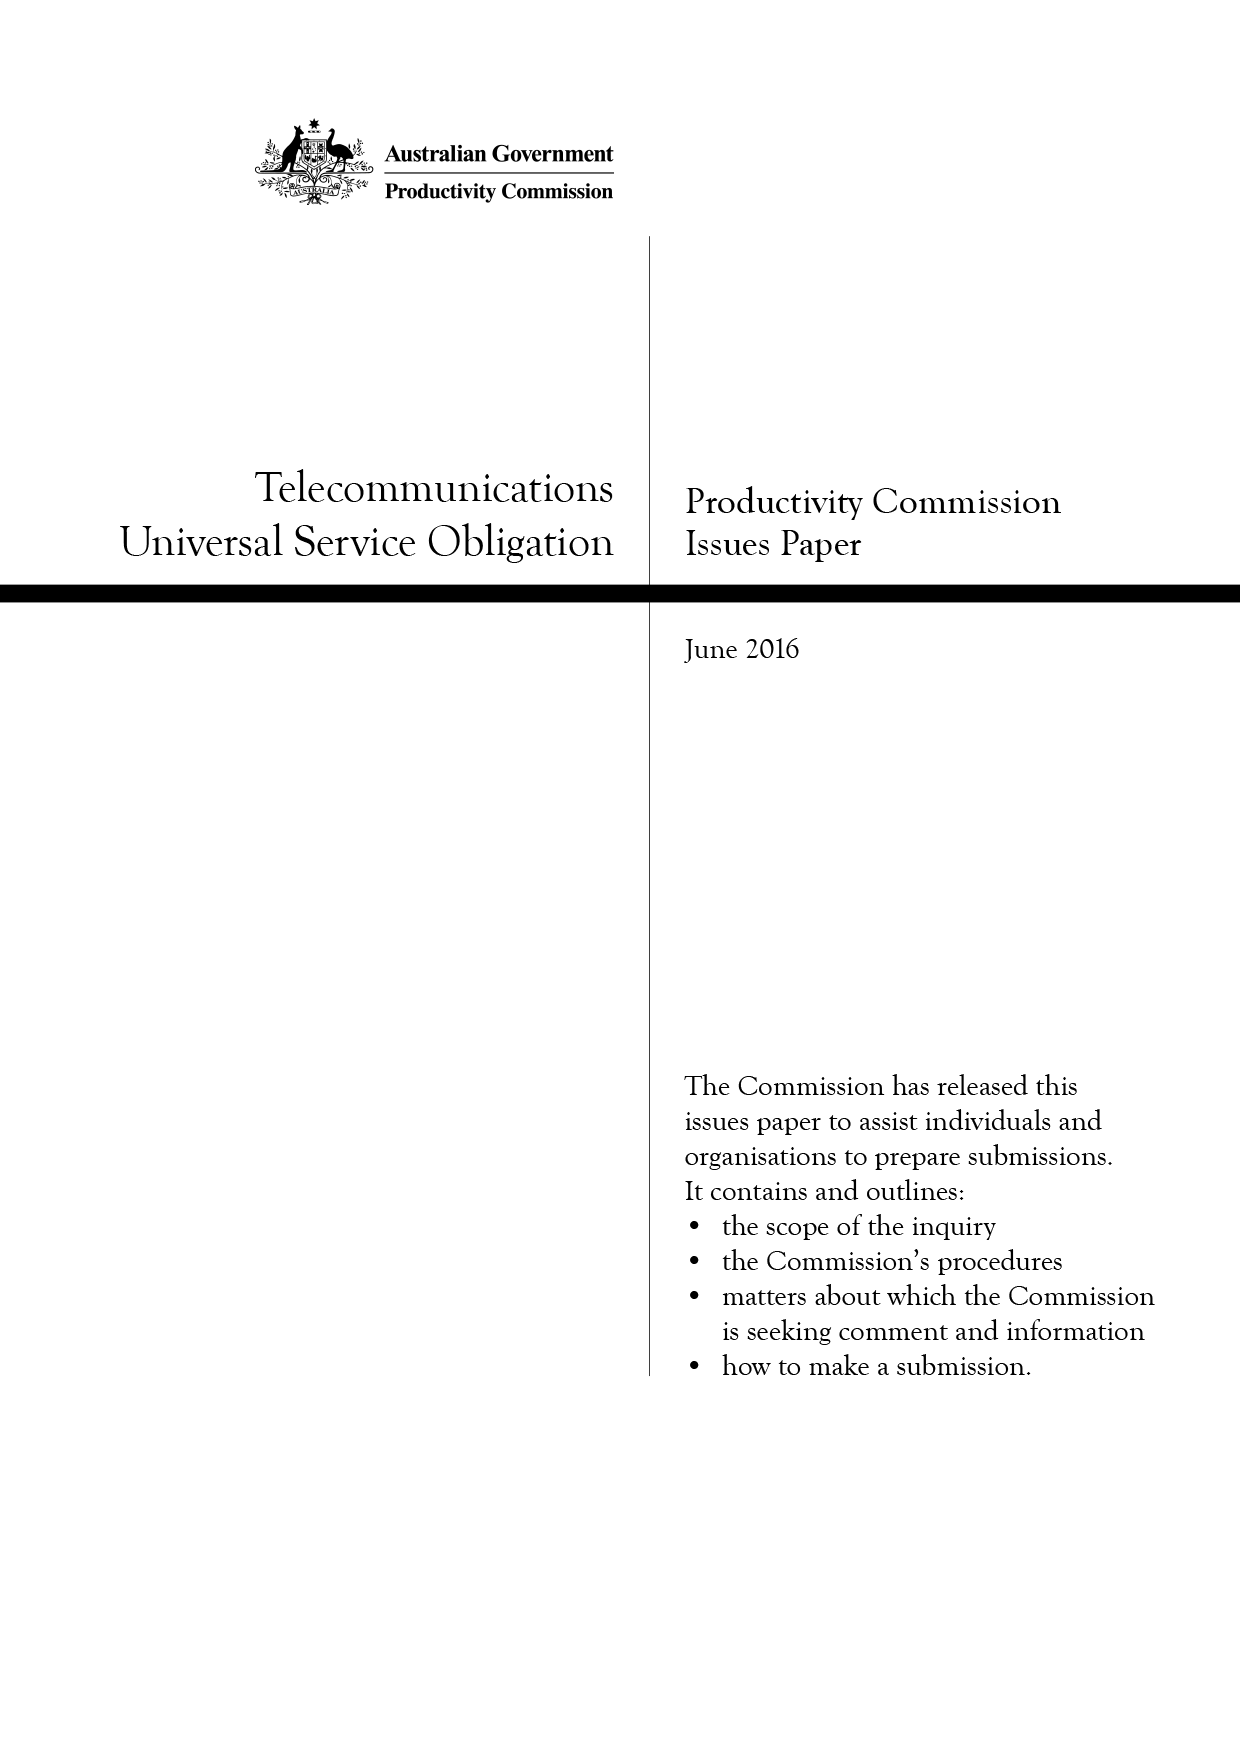 AUSTRALIA
Australian Government
Productivity Commission
Telecommunications
Universal Service Obligation
Productivity Commission
Issues Paper
June 2016
The Commission has released this
issues paper to assist individuals and
organisations to prepare submissions.
It contains and outlines:
• the scope of the inquiry
• the Commission’s procedures
• matters about which the Commission
is seeking comment and information
• how to make a submission.